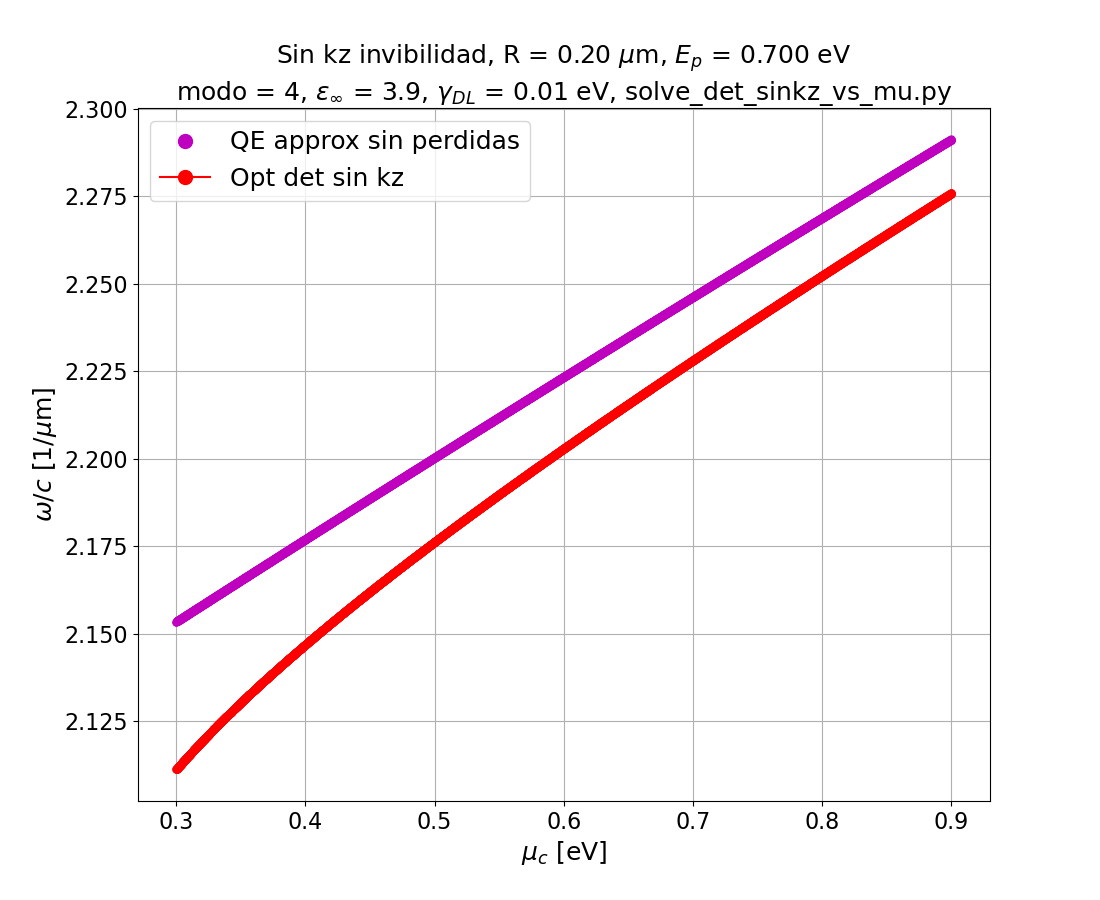 Sin kz invibilidad, R = 0.20 μm, $E_p$ = 0.700 eV
modo = 4, $ε_∞$ = 3.9, $γ_{DL}$ = 0.01 eV, solve_det_sinkz_vs_mu.py
QE approx sin perdidas
Opt det sin kz
2.300
2.275
2.250
2.225
2.200
2.175
2.150
2.125
ω/c [1/μm]
0.3 0.4 0.5 0.6 0.7 0.8 0.9
$μ_c$ [eV]